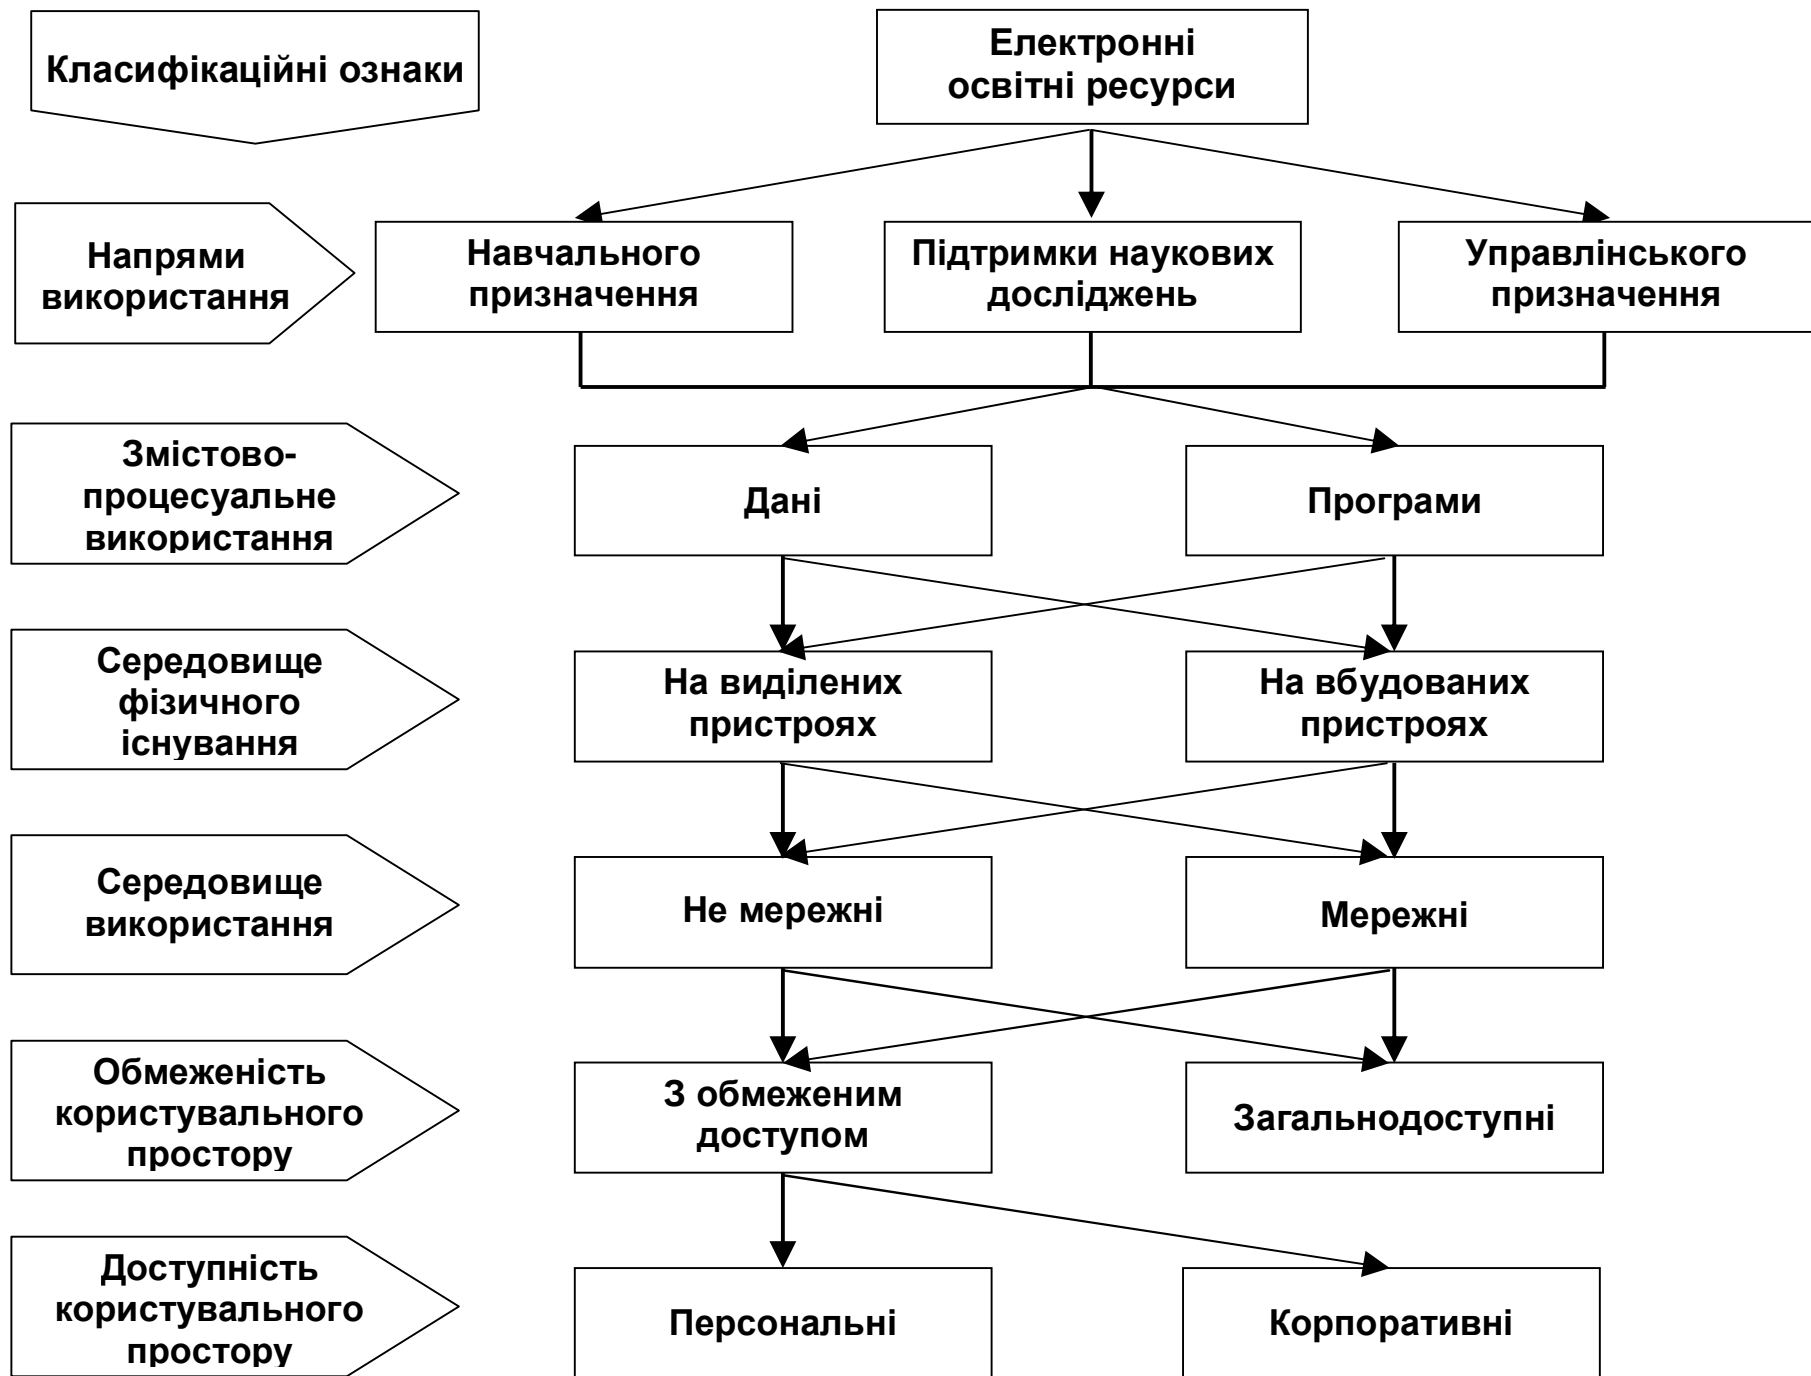 Класифікаційні ознаки
Електронні
освітні ресурси
Напрями
використання
Навчального
призначення
Підтримки наукових
досліджень
Управлінського
призначення
Змістово-
процесуальне
використання
Дані
Програми
Середовище
фізичного
існування
На виділених
пристроях
На вбудованих
пристроях
Середовище
використання
Не мережні
Мережні
Обмеженість
користувального
простору
З обмеженим
доступом
Загальнодоступні
Доступність
користувального
простору
Персональні
Корпоративні